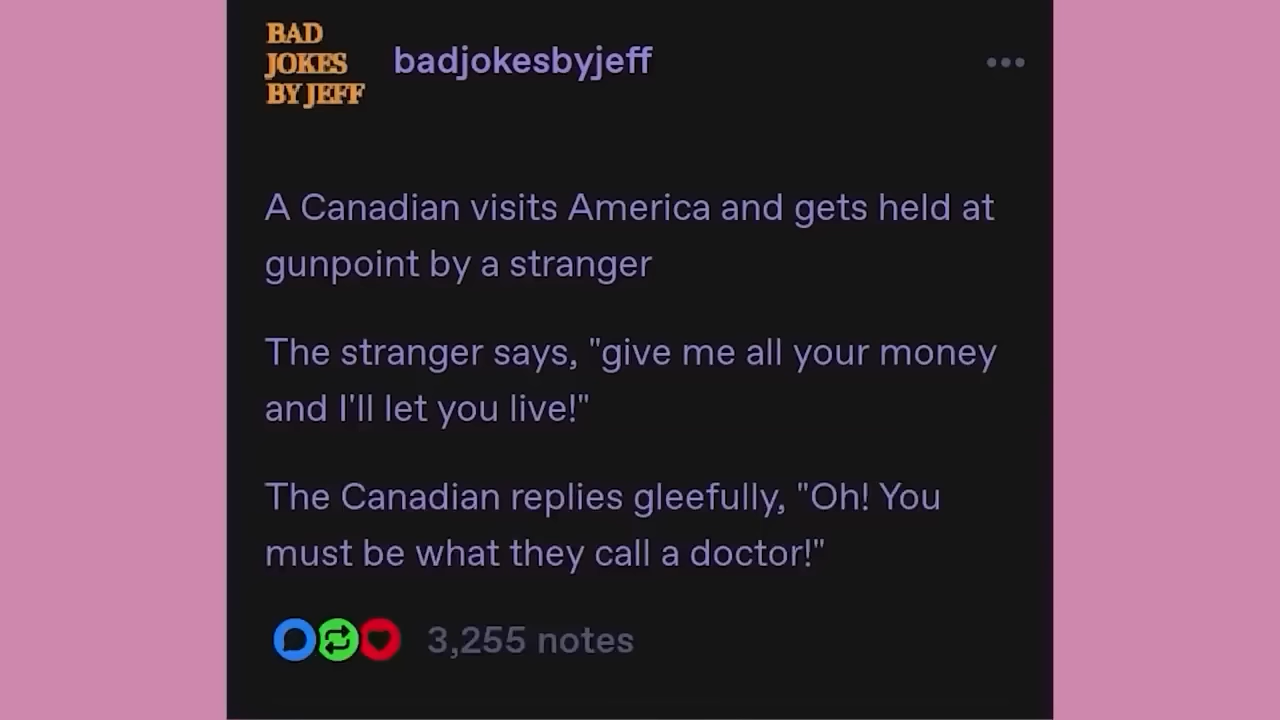 BAD
JOKES
BY JEFF
badjokesbyjeff
A Canadian visits America and gets held at
gunpoint by a stranger
The stranger says, "give me all your money
and I'll let you live!"
The Canadian replies gleefully, "Oh! You
must be what they call a doctor!"
3,255 notes